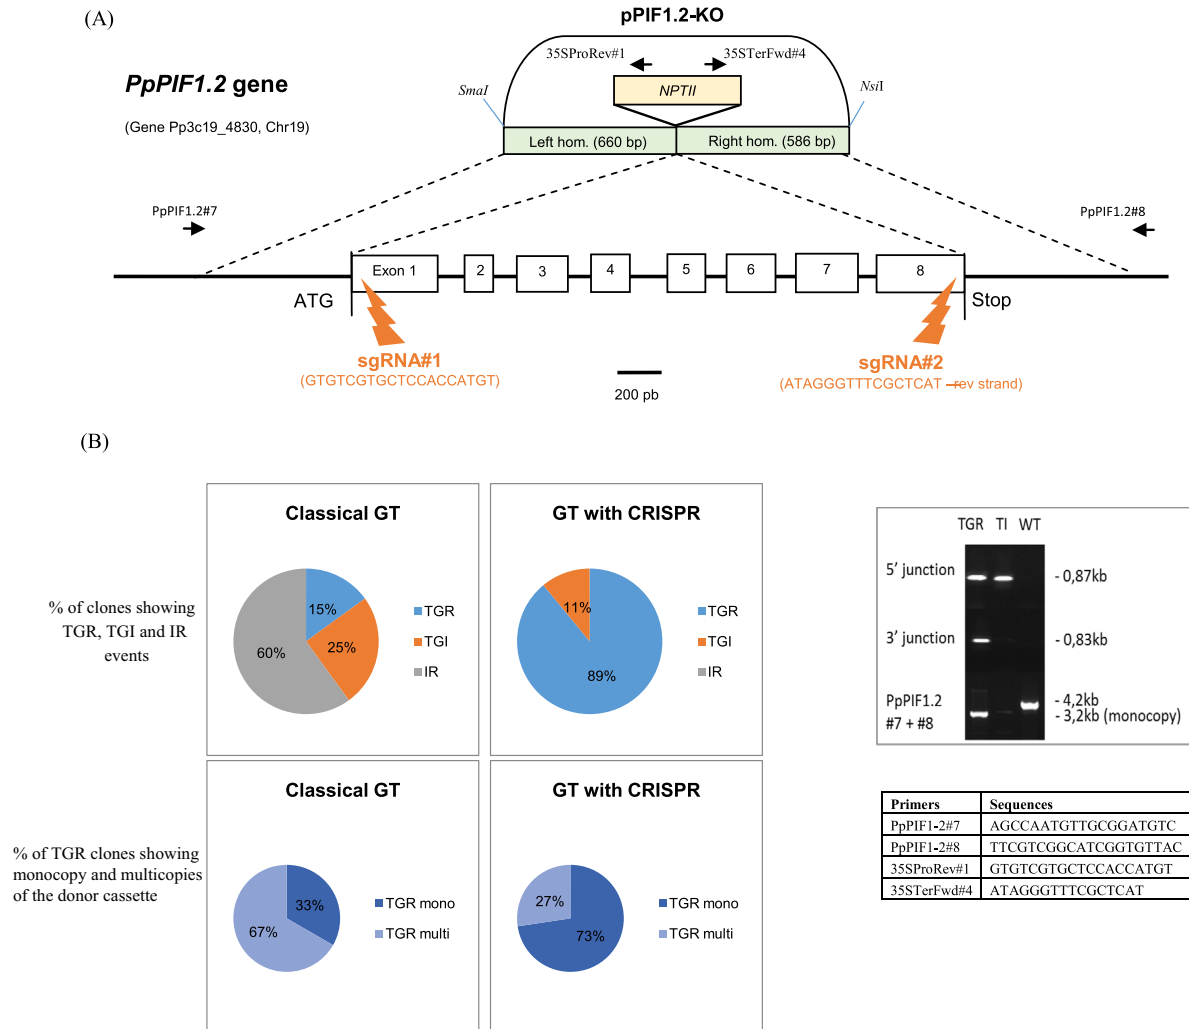 (A)
pPIF1.2-KO
35SProRev#1
35STerFwd#4
PpPIF1.2 gene
SmaI
NPTII
NsiI
(Gene Pp3c19_4830, Chr19)
Left hom. (660 bp)
Right hom. (586 bp)
PpPIF1.2#7
PpPIF1.2#8
Exon 1
2
3
4
5
6
7
8
ATG
Stop
sgRNA#1
(GTGTCGTGCTCCACCATGT)
200 pb
sgRNA#2
(ATAGGGTTTCGCTCAT –rev strand)
(B)
% of clones showing
TGR, TGI and IR
events
Classical GT
15%
25%
60%
TGR
TGI
IR
GT with CRISPR
11%
89%
TGR
TGI
IR
TGR TI WT
5' junction
- 0,87kb
3' junction
- 0,83kb
PpPIF1.2
#7 + #8
- 4,2kb
- 3,2kb (monocopy)
% of TGR clones showing
monocopy and multicopies
of the donor cassette
Classical GT
33%
67%
TGR mono
TGR multi
GT with CRISPR
27%
73%
TGR mono
TGR multi
Primers Sequences
PpPIF1-2#7 AGCCAATGTTGCGGATGTC
PpPIF1-2#8 TTCGTCGGCATCGGTGTTAC
35SProRev#1 GTGTCGTGCTCCACCATGT
35STerFwd#4 ATAGGGTTTCGCTCAT